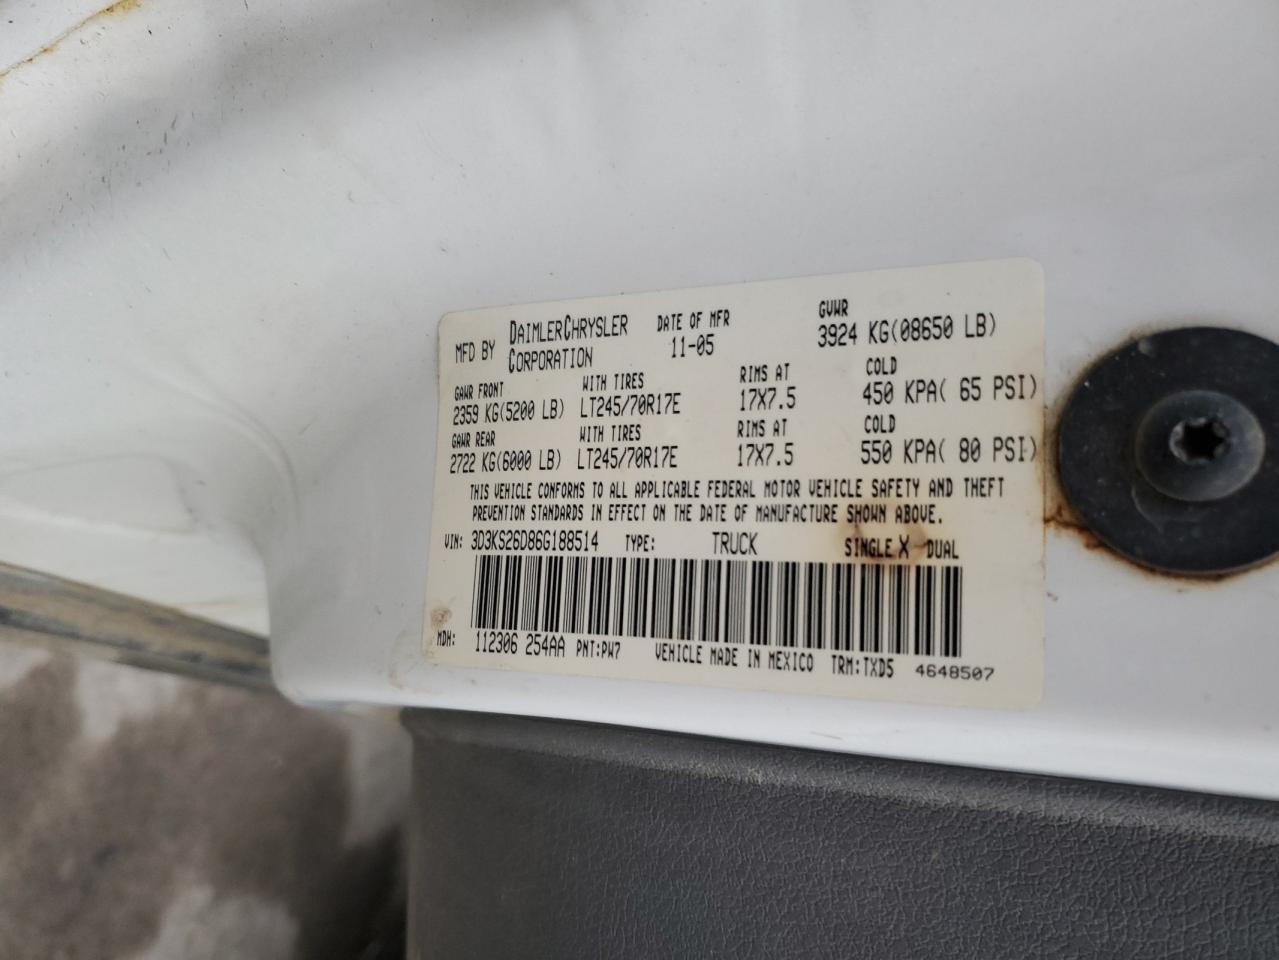 MFD BY DAIMLERCHRYSLER CORPORATION DATE OF MFR 11-05 GVWR 3924 KG(08650 LB)
GAWR FRONT WITH TIRES RIMS AT COLD
2359 KG(5200 LB) LT245/70R17E 17X7.5 450 KPA( 65 PSI)
GAWR REAR WITH TIRES RIMS AT COLD
2722 KG(6000 LB) LT245/70R17E 17X7.5 550 KPA( 80 PSI)
THIS VEHICLE CONFORMS TO ALL APPLICABLE FEDERAL MOTOR VEHICLE SAFETY AND THEFT
PREVENTION STANDARDS IN EFFECT ON THE DATE OF MANUFACTURE SHOWN ABOVE.
VIN: 3D3KS26D86G188514 TYPE: TRUCK SINGLE X DUAL
MDH: 112306 254AA PNT:PW7 VEHICLE MADE IN MEXICO TRM:TXD5 4648507